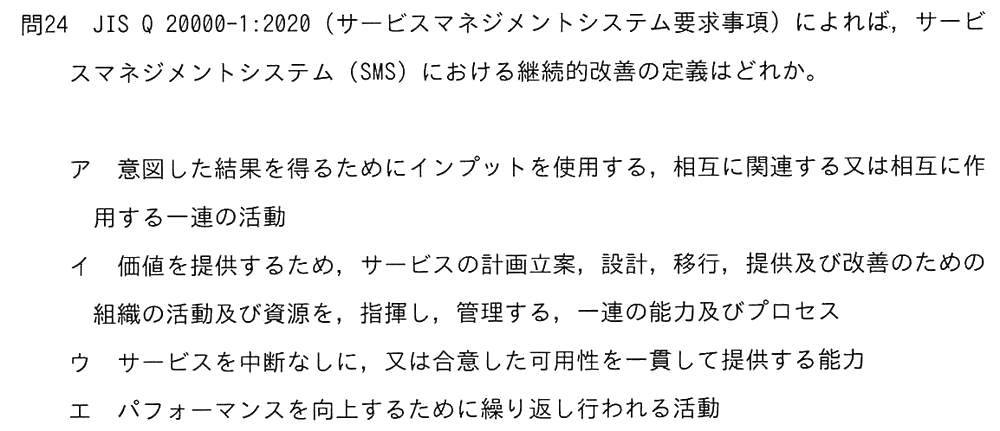 問24 JIS Q 20000-1:2020（サービスマネジメントシステム要求事項）によれば，サービ
スマネジメントシステム（SMS）における継続的改善の定義はどれか。
ア 意図した結果を得るためにインプットを使用する，相互に関連する又は相互に作
用する一連の活動
イ 価値を提供するため，サービスの計画立案，設計，移行，提供及び改善のための
組織の活動及び資源を，指揮し，管理する，一連の能力及びプロセス
ウ サービスを中断なしに，又は合意した可用性を一貫して提供する能力
エ パフォーマンスを向上するために繰り返し行われる活動